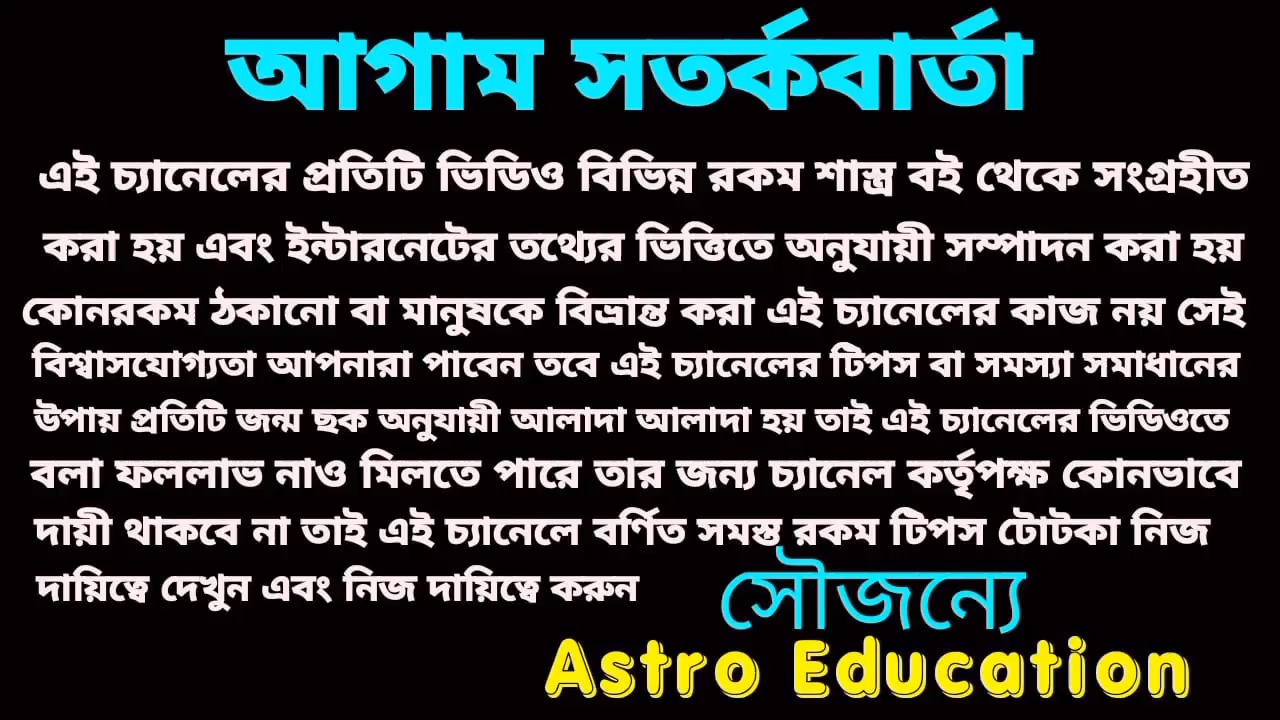 আগাম সতর্কবার্তা
এই চ্যানেলের প্রতিটি ভিডিও বিভিন্ন রকম শাস্ত্র বই থেকে সংগ্রহীত
করা হয় এবং ইন্টারনেটের তথ্যের ভিত্তিতে অনুযায়ী সম্পাদন করা হয়
কোনরকম ঠকানো বা মানুষকে বিভ্রান্ত করা এই চ্যানেলের কাজ নয় সেই
বিশ্বাসযোগ্যতা আপনারা পাবেন তবে এই চ্যানেলের টিপস বা সমস্যা সমাধানের
উপায় প্রতিটি জন্ম ছক অনুযায়ী আলাদা আলাদা হয় তাই এই চ্যানেলের ভিডিওতে
বলা ফললাভ নাও মিলতে পারে তার জন্য চ্যানেল কর্তৃপক্ষ কোনভাবে
দায়ী থাকবে না তাই এই চ্যানেলে বর্ণিত সমস্ত রকম টিপস টোটকা নিজ
দায়িত্বে দেখুন এবং নিজ দায়িত্বে করুন
সৌজন্যে
Astro Education